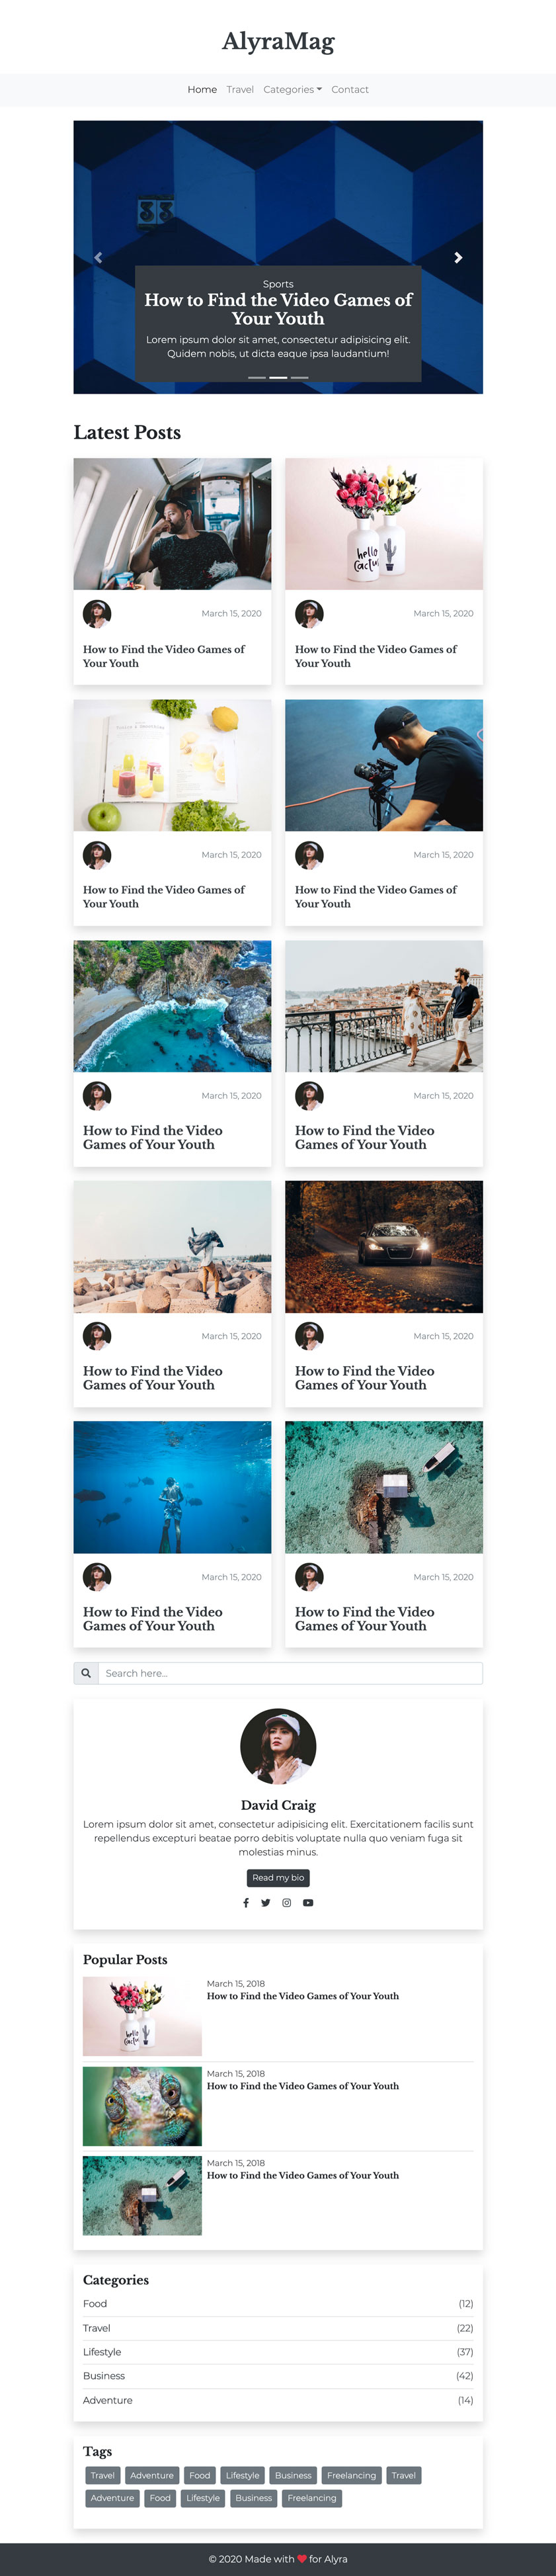 AlyraMag
Home Travel Categories Contact
Sports
How to Find the Video Games of
Your Youth
Lorem ipsum dolor sit amet, consectetur adipisicing elit.
Quidem nobis, ut dicta eaque ipsa laudantium!
Latest Posts
hello
Cactus
March 15, 2020
How to Find the Video Games of
Your Youth
March 15, 2020
How to Find the Video Games of
Your Youth
March 15, 2020
How to Find the Video Games of
Your Youth
March 15, 2020
How to Find the Video Games of
Your Youth
March 15, 2020
How to Find the Video
Games of Your Youth
March 15, 2020
How to Find the Video
Games of Your Youth
March 15, 2020
How to Find the Video
Games of Your Youth
March 15, 2020
How to Find the Video
Games of Your Youth
March 15, 2020
How to Find the Video
Games of Your Youth
March 15, 2020
How to Find the Video
Games of Your Youth
Search here...
David Craig
Lorem ipsum dolor sit amet, consectetur adipisicing elit. Exercitationem facilis sunt
repellendus excepturi beatae porro debitis voluptate nulla quo veniam fuga sit
molestias minus.
Read my bio
Popular Posts
hello
Cactus
March 15, 2018
How to Find the Video Games of Your Youth
March 15, 2018
How to Find the Video Games of Your Youth
March 15, 2018
How to Find the Video Games of Your Youth
Categories
Food (12)
Travel (22)
Lifestyle (37)
Business (42)
Adventure (14)
Tags
Travel Adventure Food Lifestyle Business Freelancing Travel
Adventure Food Lifestyle Business Freelancing
© 2020 Made with ❤ for Alyra